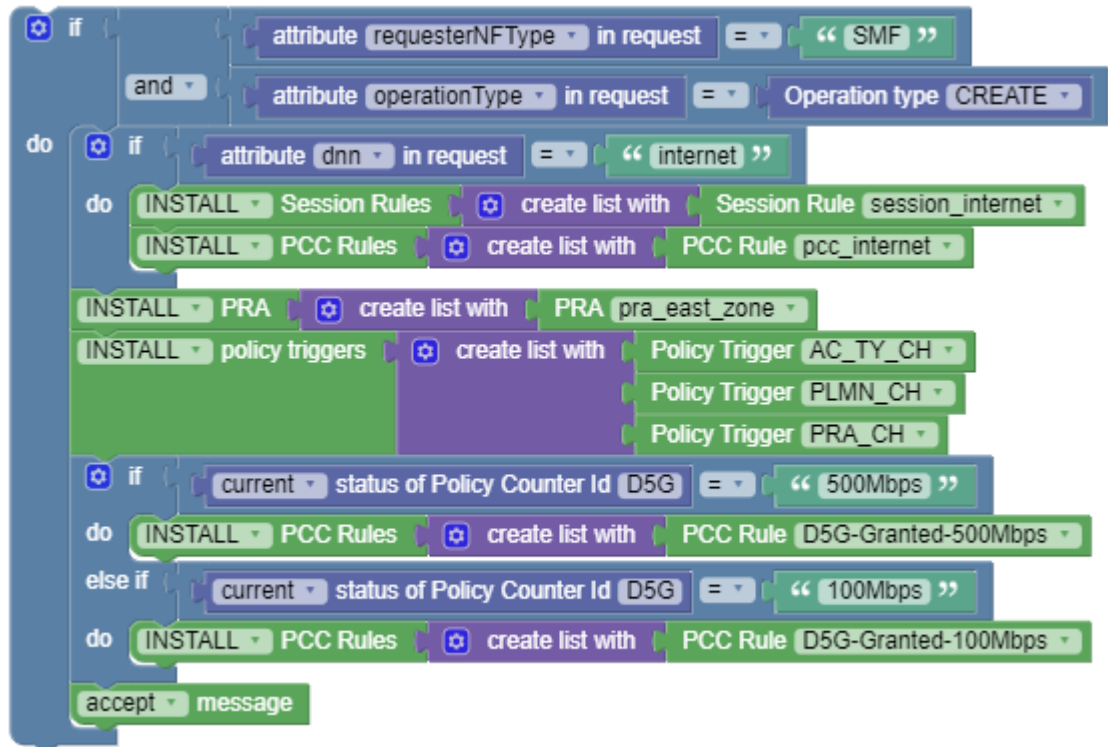 if attribute requesterNFType in request = “ SMF ”
and attribute operationType in request = Operation type CREATE
do if attribute dnn in request = “ internet ”
do INSTALL Session Rules create list with Session Rule session_internet
INSTALL PCC Rules create list with PCC Rule pcc_internet
INSTALL PRA create list with PRA pra_east_zone
INSTALL policy triggers create list with Policy Trigger AC_TY_CH
Policy Trigger PLMN_CH
Policy Trigger PRA_CH
if current status of Policy Counter Id D5G = “ 500Mbps ”
do INSTALL PCC Rules create list with PCC Rule D5G-Granted-500Mbps
else if current status of Policy Counter Id D5G = “ 100Mbps ”
do INSTALL PCC Rules create list with PCC Rule D5G-Granted-100Mbps
accept message